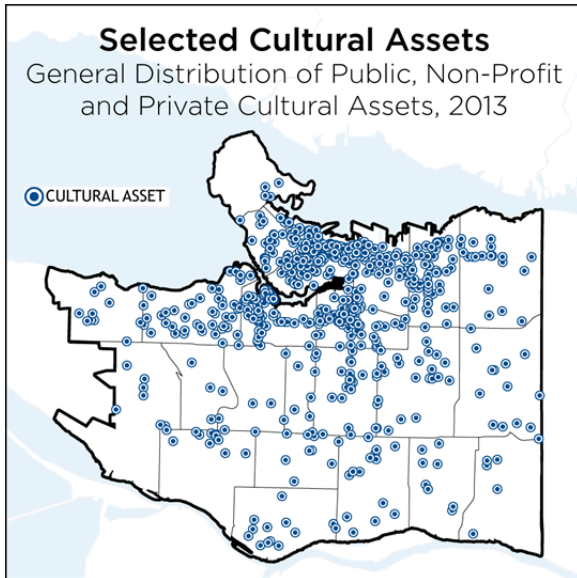 Selected Cultural Assets
General Distribution of Public, Non-Profit
and Private Cultural Assets, 2013
CULTURAL ASSET